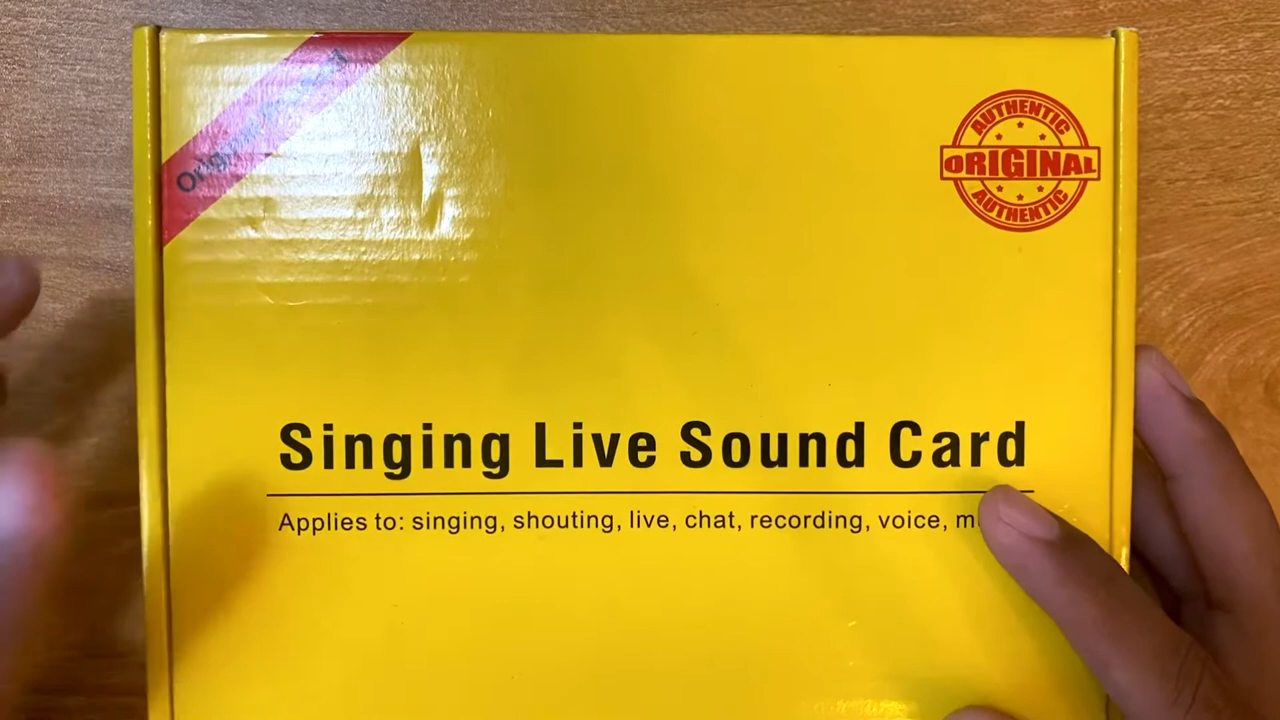 AUTHENTIC
ORIGINAL
AUTHENTIC
Singing Live Sound Card
Applies to: singing, shouting, live, chat, recording, voice,